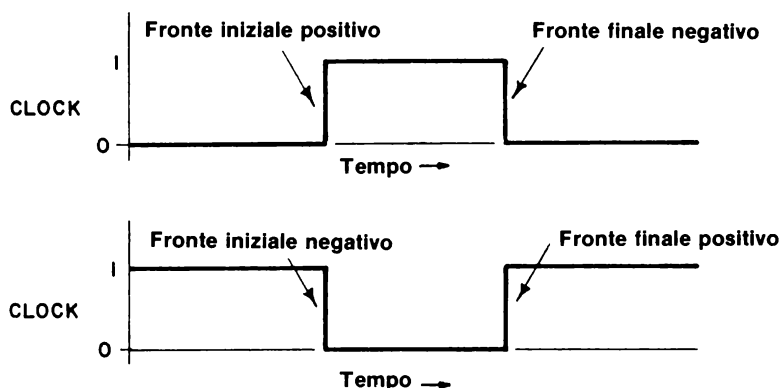 Fronte iniziale positivo
Fronte finale negativo
1
CLOCK
0
Tempo →
Fronte iniziale negativo
Fronte finale positivo
1
CLOCK
0
Tempo →